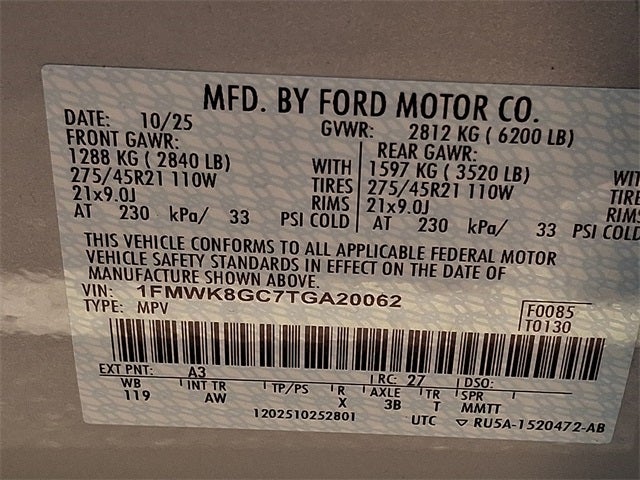 MFD. BY FORD MOTOR CO.
DATE: 10/25 GVWR: 2812 KG ( 6200 LB)
FRONT GAWR: REAR GAWR:
1288 KG ( 2840 LB) WITH 1597 KG ( 3520 LB) WIT
275/45R21 110W TIRES 275/45R21 110W TIRE
21x9.0J RIMS 21x9.0J RIMS
AT 230 kPa/ 33 PSI COLD AT 230 kPa/ 33 PSI COLD
THIS VEHICLE CONFORMS TO ALL APPLICABLE FEDERAL MOTOR
VEHICLE SAFETY STANDARDS IN EFFECT ON THE DATE OF
MANUFACTURE SHOWN ABOVE.
VIN: 1FMWK8GC7TGA20062
TYPE: MPV
F0085
T0130
EXT PNT: A3 RC: 27 DSO:
WB INT TR TP/PS R AXLE TR SPR
119 AW X 3B T MMTT
1202510252801 UTC ▽ RU5A-1520472-AB